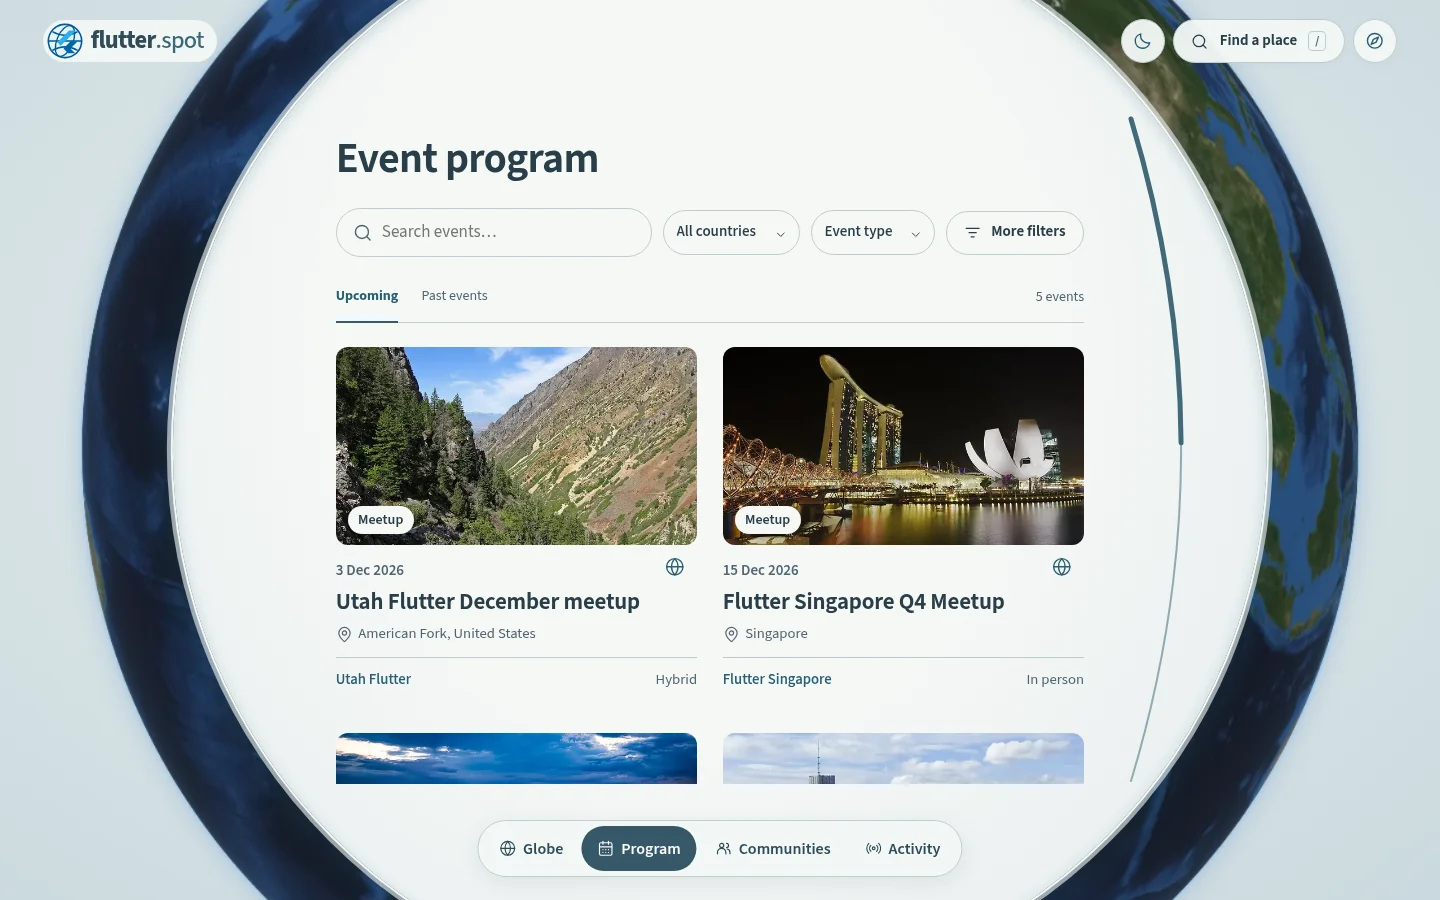 flutter.spot
Find a place /
Event program
Search events…
All countries
Event type
More filters
Upcoming
Past events
5 events
Meetup
3 Dec 2026
Utah Flutter December meetup
American Fork, United States
Utah Flutter
Hybrid
Meetup
15 Dec 2026
Flutter Singapore Q4 Meetup
Singapore
Flutter Singapore
In person
Globe
Program
Communities
Activity